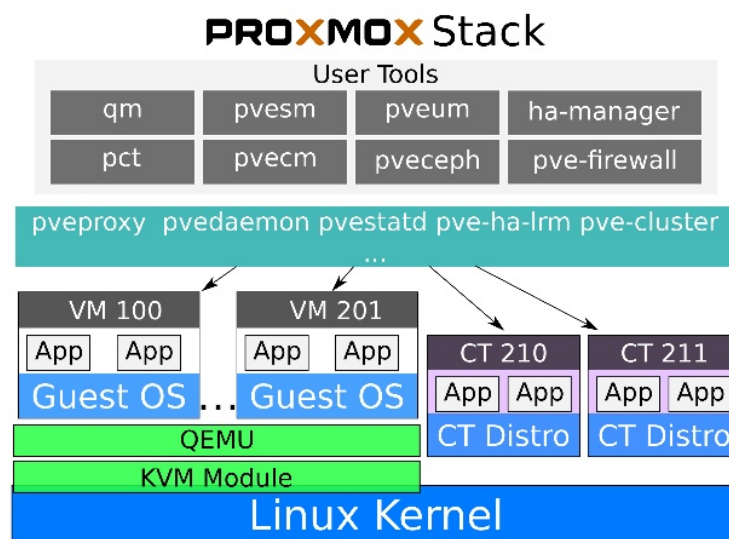 PROXMOX Stack
User Tools
qm pvesm pveum ha-manager
pct pvecm pveceph pve-firewall
pveproxy pvedaemon pvestatd pve-ha-lrm pve-cluster
...
VM 100 VM 201
App App App App
Guest OS ... Guest OS
CT 210 CT 211
App App App App
CT Distro CT Distro
QEMU
KVM Module
Linux Kernel